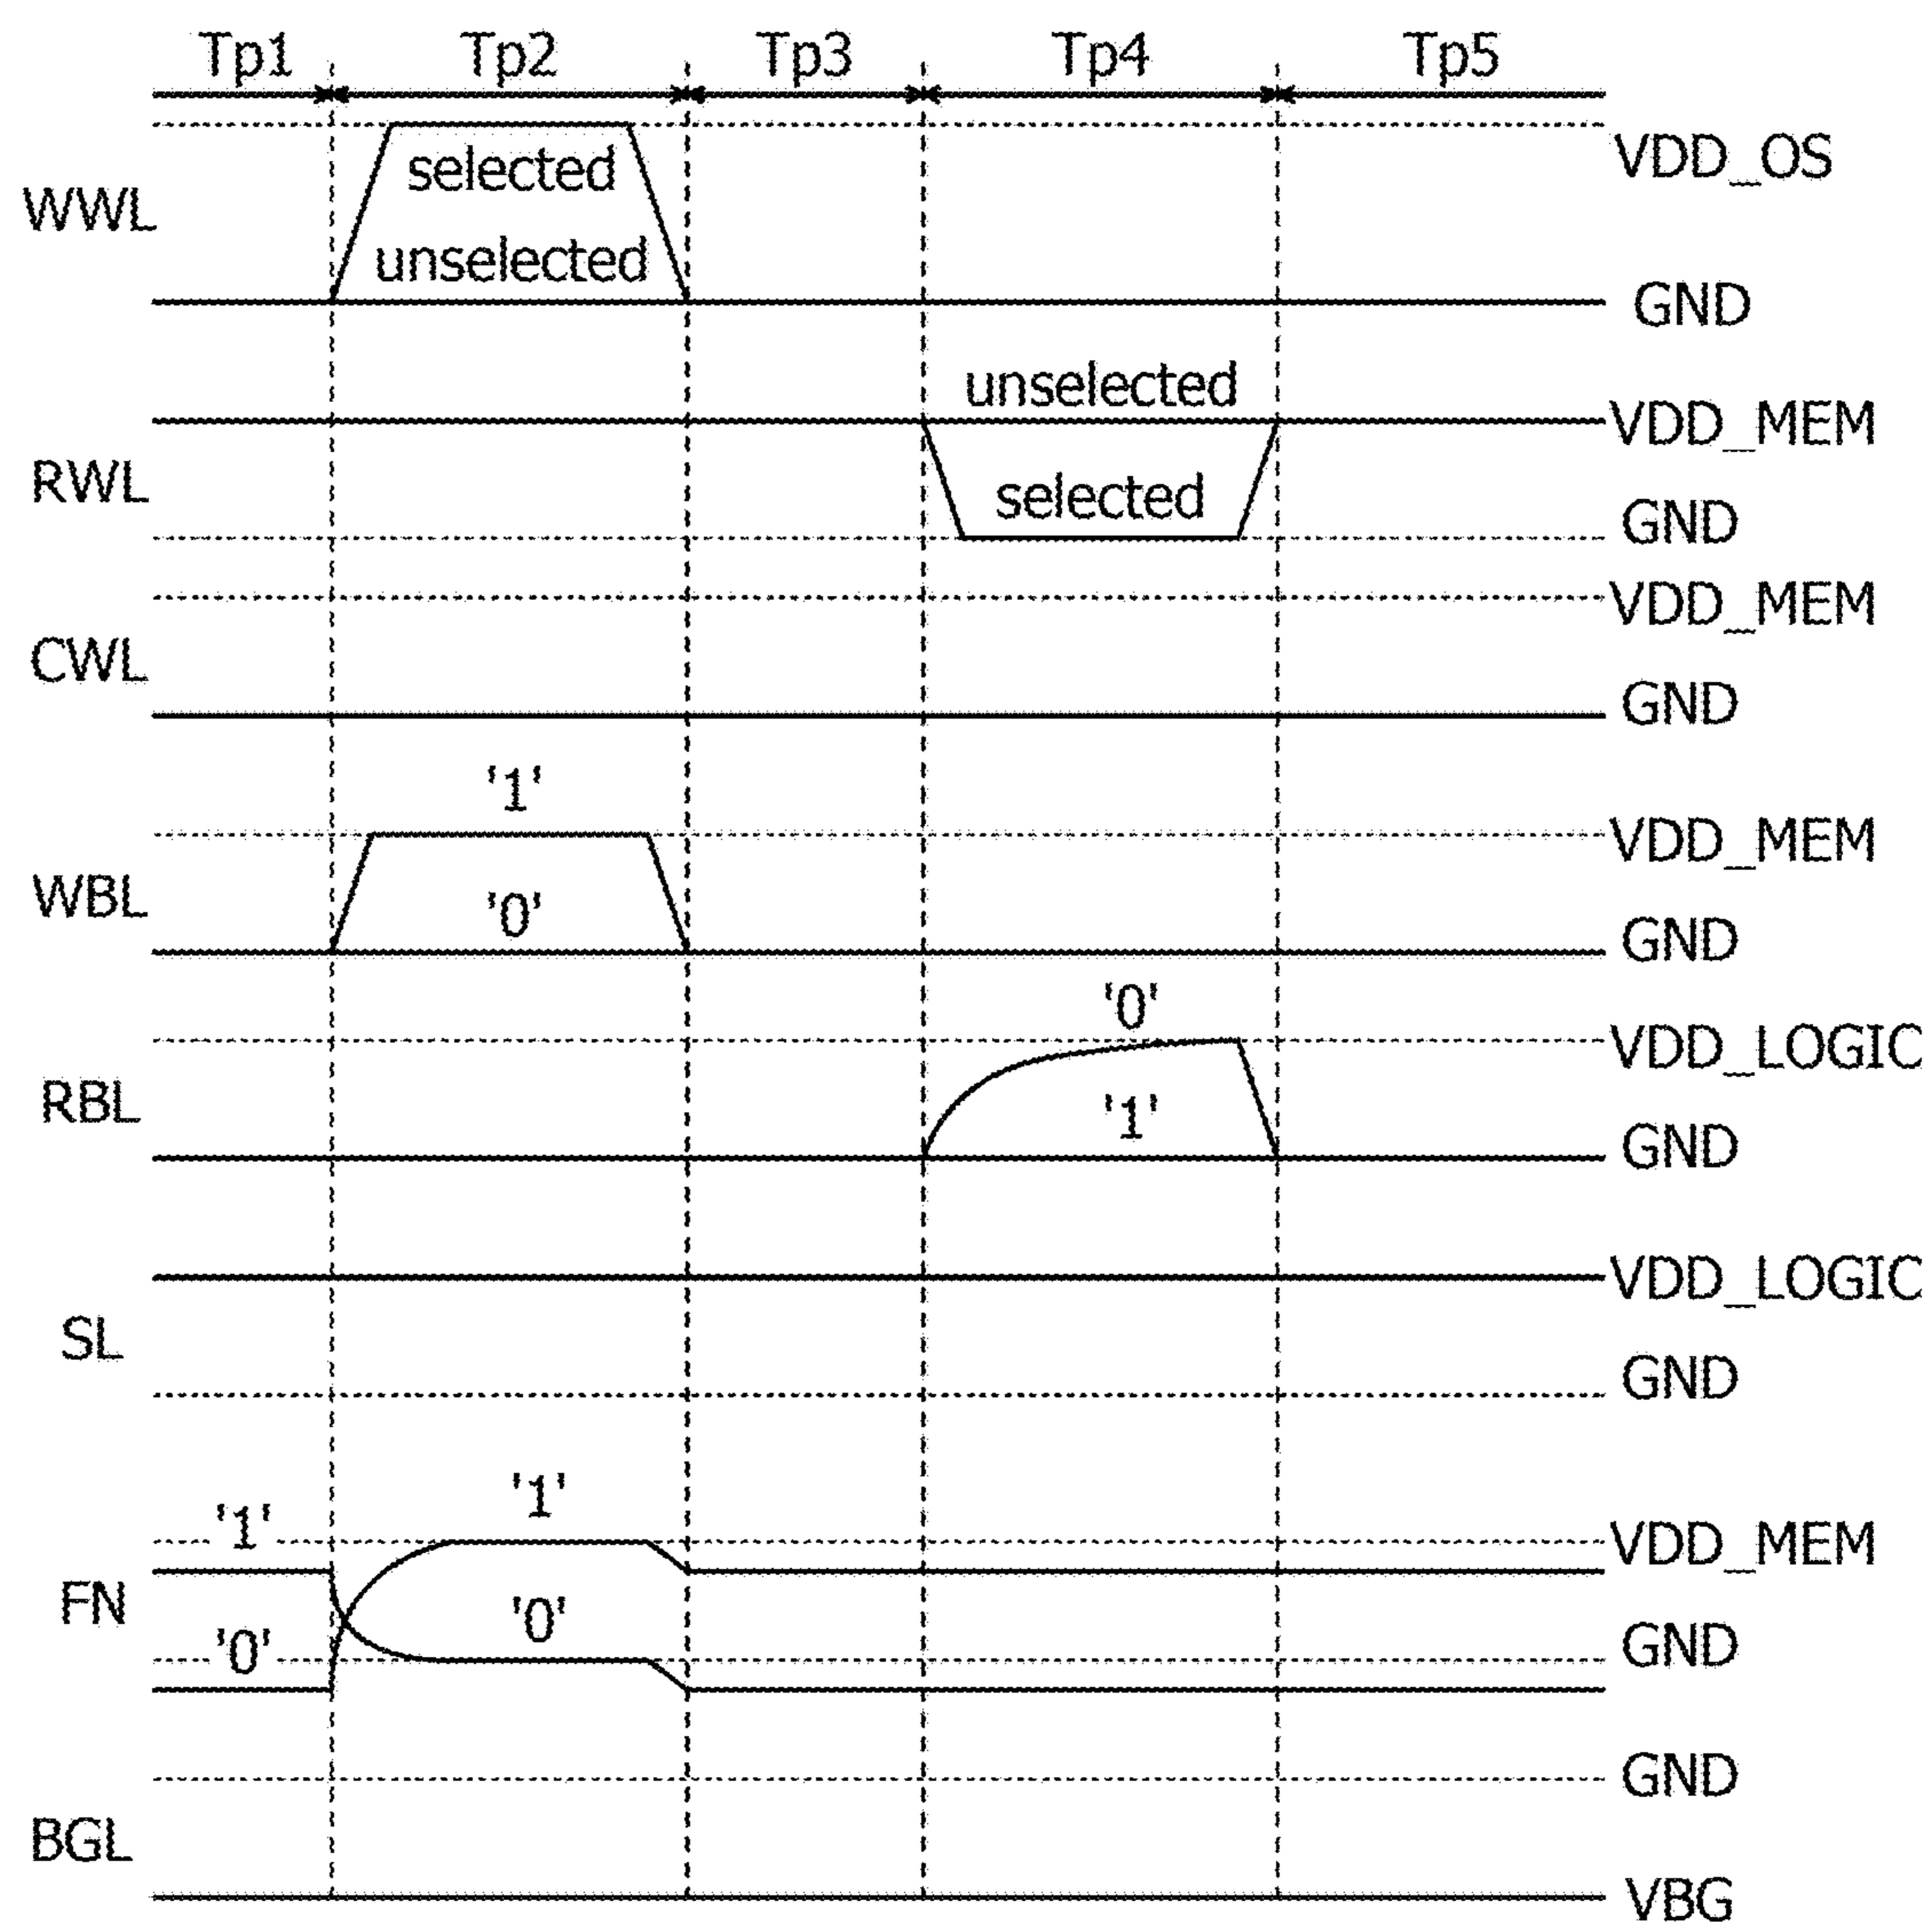 Tp1 Tp2 Tp3 Tp4 Tp5
WWL
selected
unselected
VDD_OS
GND
RWL
unselected
selected
VDD_MEM
GND
CWL
VDD_MEM
GND
WBL
'1'
'0'
VDD_MEM
GND
RBL
'0'
'1'
VDD_LOGIC
GND
SL
VDD_LOGIC
GND
FN
'1' '1'
'0' '0'
VDD_MEM
GND
BGL
GND
VBG